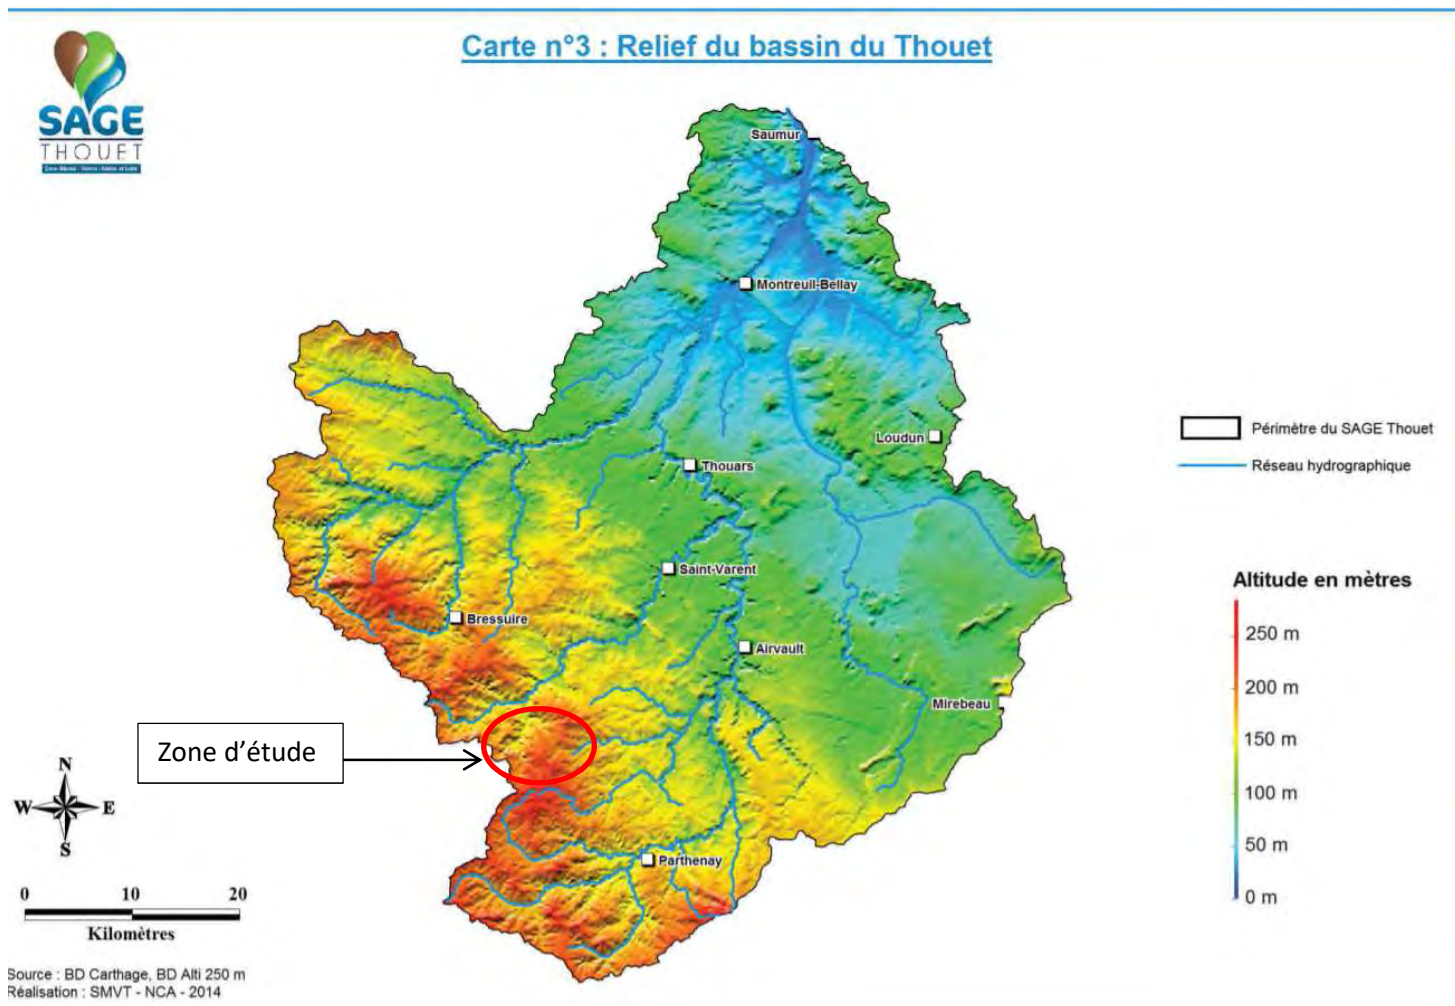 Carte n°3 : Relief du bassin du Thouet
SAGE
THOUET
Saumur
Montreuil-Bellay
Loudun
Thouars
Saint-Varent
Bressuire
Airvault
Mirebeau
Parthenay
Zone d'étude
Périmètre du SAGE Thouet
Réseau hydrographique
Altitude en mètres
250 m
200 m
150 m
100 m
50 m
0 m
N
W E
S
0 10 20
Kilomètres
Source : BD Carthage, BD Alti 250 m
Réalisation : SMVT - NCA - 2014